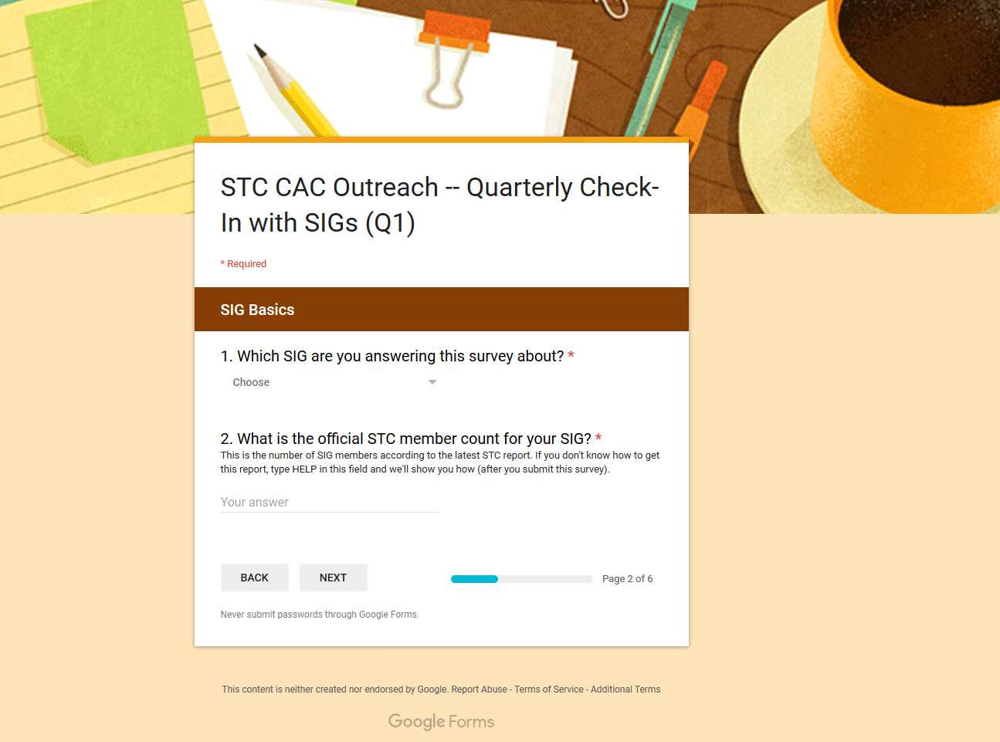 STC CAC Outreach -- Quarterly Check-
In with SIGs (Q1)
* Required
SIG Basics
1. Which SIG are you answering this survey about? *
Choose
2. What is the official STC member count for your SIG? *
This is the number of SIG members according to the latest STC report. If you don't know how to get
this report, type HELP in this field and we'll show you how (after you submit this survey).
Your answer
BACK NEXT Page 2 of 6
Never submit passwords through Google Forms.
This content is neither created nor endorsed by Google. Report Abuse - Terms of Service - Additional Terms
Google Forms